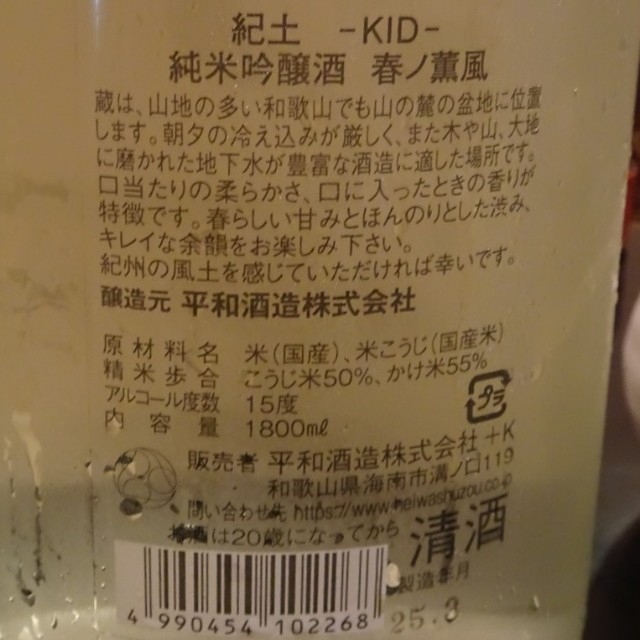 紀土 -KID-
純米吟醸酒 春ノ薫風
蔵は、山地の多い和歌山でも山の麓の盆地に位置
します。朝夕の冷え込みが厳しく、また木や山、大地
に磨かれた地下水が豊富な酒造に適した場所です。
口当たりの柔らかさ、口に入ったときの香りが
特徴です。春らしい甘みとほんのりとした渋み、
キレイな余韻をお楽しみ下さい。
紀州の風土を感じていただければ幸いです。
醸造元 平和酒造株式会社
原材料名 米(国産)、米こうじ(国産米)
精米歩合 こうじ米50%、かけ米55%
アルコール度数 15度
内容量 1800㎖
プラ
販売者 平和酒造株式会社 +K
和歌山県海南市溝ノ口119
問い合わせ先 https://www.heiwashuzou.co.jp
お酒は20歳になってから
清酒
製造年月
25.3
4 990454 102268